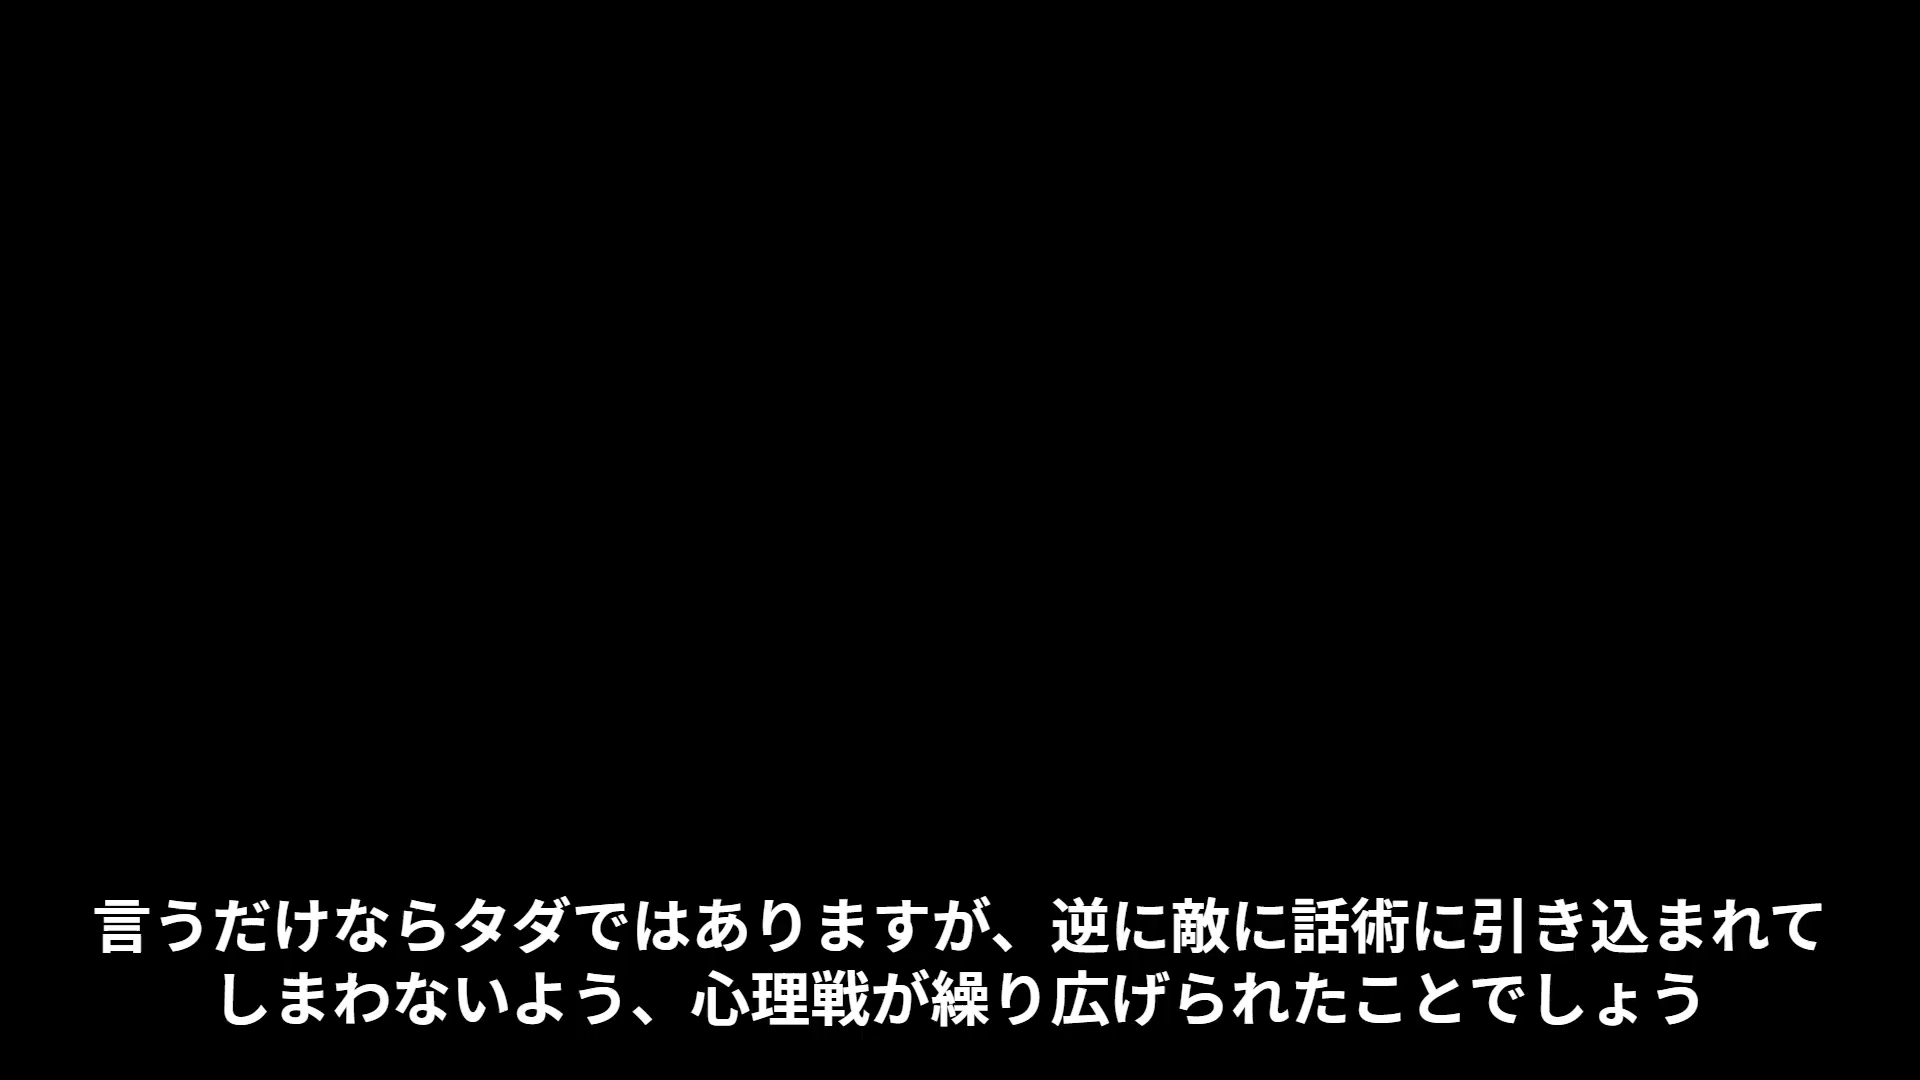 言うだけならタダではありますが、逆に敵に話術に引き込まれて
しまわないよう、心理戦が繰り広げられたことでしょう